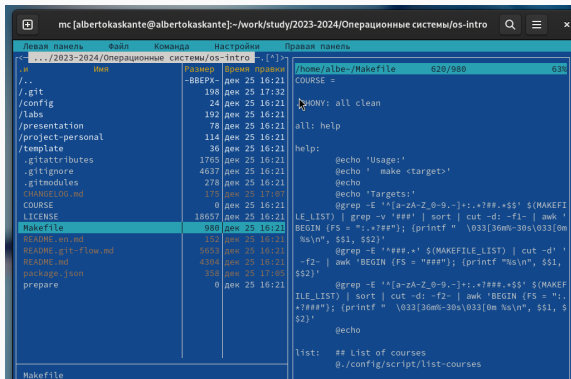 mc [albertokaskante@albertokaskante]:~/work/study/2023-2024/Операционные системы/os-intro
Левая панель Файл Команда Настройки Правая панель
<─ .../2023-2024/Операционные системы/os-intro ─.[^]>
.и Имя Размер Время правки
/.. -ВВЕРХ- дек 25 16:21
/.git 198 дек 25 17:32
/config 24 дек 25 16:21
/labs 192 дек 25 16:21
/presentation 78 дек 25 16:21
/project-personal 114 дек 25 16:21
/template 36 дек 25 16:21
.gitattributes 1765 дек 25 16:21
.gitignore 4637 дек 25 16:21
.gitmodules 278 дек 25 16:21
CHANGELOG.md 175 дек 25 17:07
COURSE 0 дек 25 16:21
LICENSE 18657 дек 25 16:21
Makefile 980 дек 25 16:21
README.en.md 152 дек 25 16:21
README.git-flow.md 5653 дек 25 16:21
README.md 4304 дек 25 16:21
package.json 358 дек 25 17:05
prepare 0 дек 25 16:21
Makefile
/home/albe~/Makefile 620/980 63%
COURSE =
.PHONY: all clean
all: help
help:
@echo 'Usage:'
@echo ' make <target>'
@echo
@echo 'Targets:'
@grep -E '^[a-zA-Z_0-9.-]+:.*?##.*$$' $(MAKEFI
LE_LIST) | grep -v '###' | sort | cut -d: -f1- | awk '
BEGIN {FS = ":.*?##"}; {printf " \033[36m%-30s\033[0m
%s\n", $$1, $$2}'
@grep -E '^###.*' $(MAKEFILE_LIST) | cut -d' '
-f2- | awk 'BEGIN {FS = "###"}; {printf "%s\n", $$1,
$$2}'
@grep -E '^[a-zA-Z_0-9.-]+:.*?###.*$$' $(MAKEF
ILE_LIST) | sort | cut -d: -f2- | awk 'BEGIN {FS = ":.
*?###"}; {printf " \033[36m%-30s\033[0m %s\n", $$1, $
$2}'
@echo
list: ## List of courses
@./config/script/list-courses